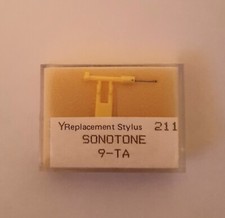 YReplacement Stylus 211
SONOTONE
9-TA